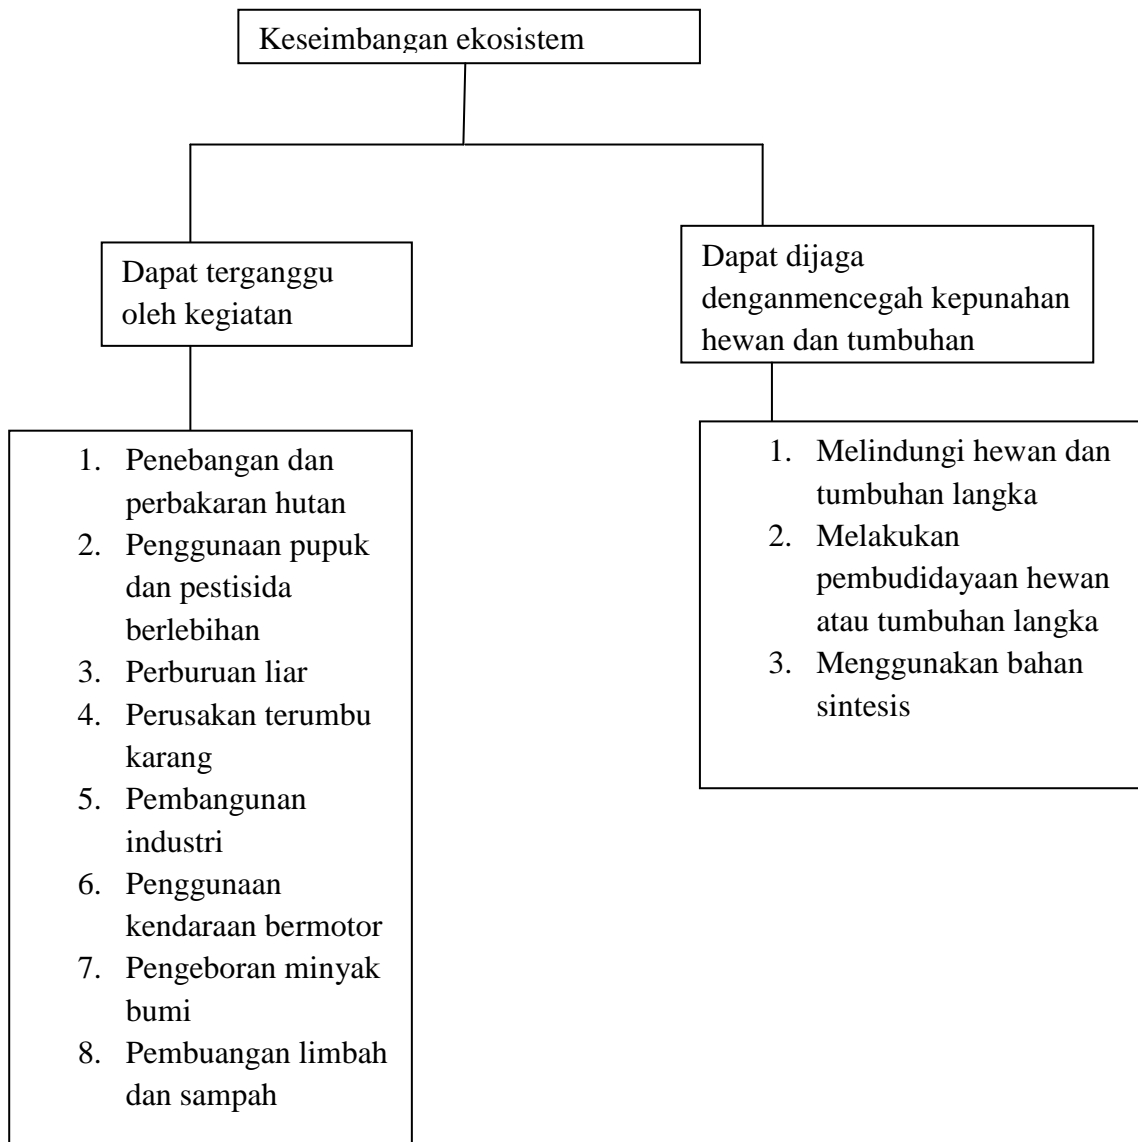 Keseimbangan ekosistem
Dapat terganggu
oleh kegiatan
Dapat dijaga
denganmencegah kepunahan
hewan dan tumbuhan
1. Penebangan dan
perbakaran hutan
2. Penggunaan pupuk
dan pestisida
berlebihan
3. Perburuan liar
4. Perusakan terumbu
karang
5. Pembangunan
industri
6. Penggunaan
kendaraan bermotor
7. Pengeboran minyak
bumi
8. Pembuangan limbah
dan sampah
1. Melindungi hewan dan
tumbuhan langka
2. Melakukan
pembudidayaan hewan
atau tumbuhan langka
3. Menggunakan bahan
sintesis